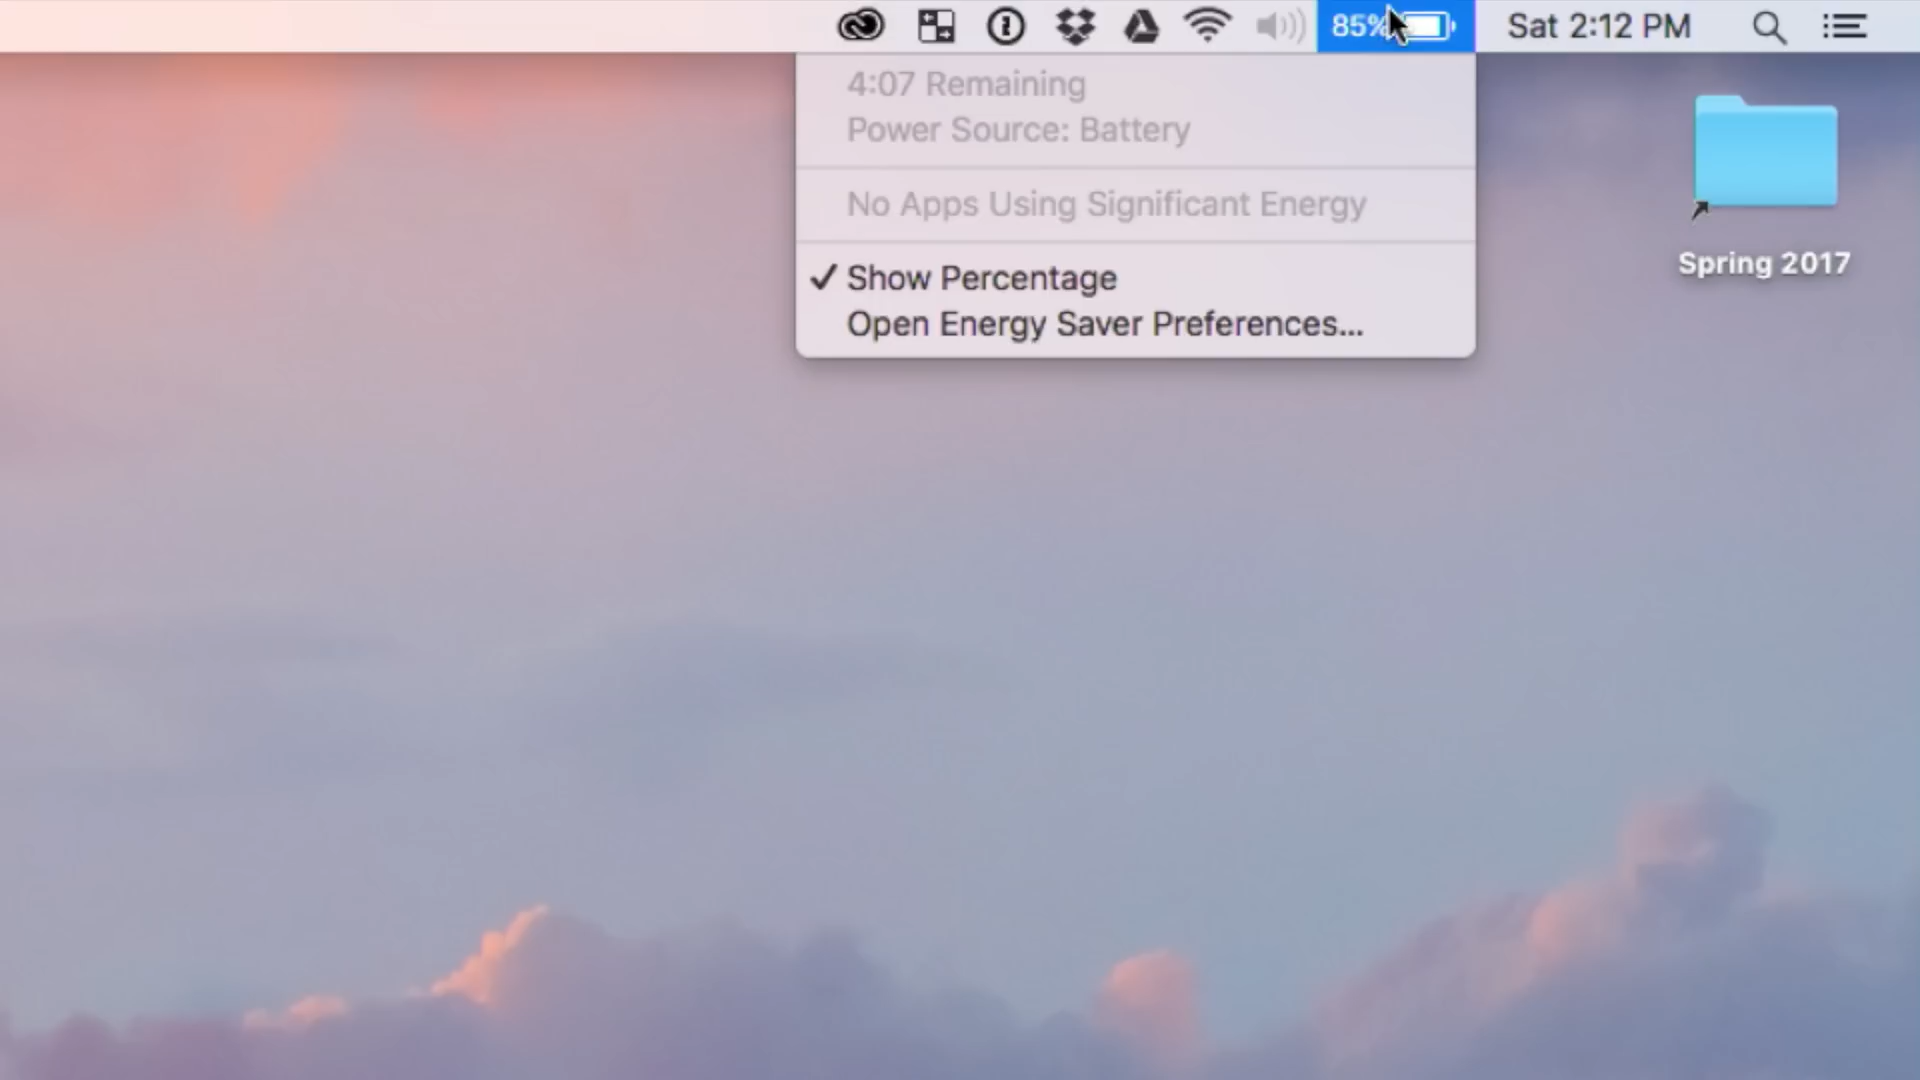 85% Sat 2:12 PM
4:07 Remaining
Power Source: Battery
No Apps Using Significant Energy
✓ Show Percentage
Open Energy Saver Preferences...
Spring 2017